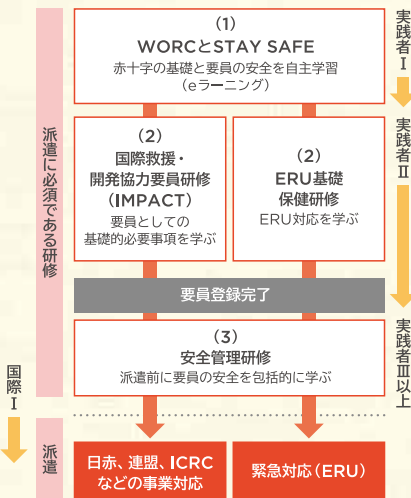 (1)
WORCとSTAY SAFE
赤十字の基礎と要員の安全を自主学習
(eラーニング)
(2)
国際救援・
開発協力要員研修
(IMPACT)
要員としての
基礎的必要事項を学ぶ
(2)
ERU基礎
保健研修
ERU対応を学ぶ
要員登録完了
(3)
安全管理研修
派遣前に要員の安全を包括的に学ぶ
日赤、連盟、ICRC
などの事業対応
緊急対応(ERU)
派遣に必須である研修
派遣
国際Ⅰ
実践者Ⅰ
実践者Ⅱ
実践者Ⅲ以上